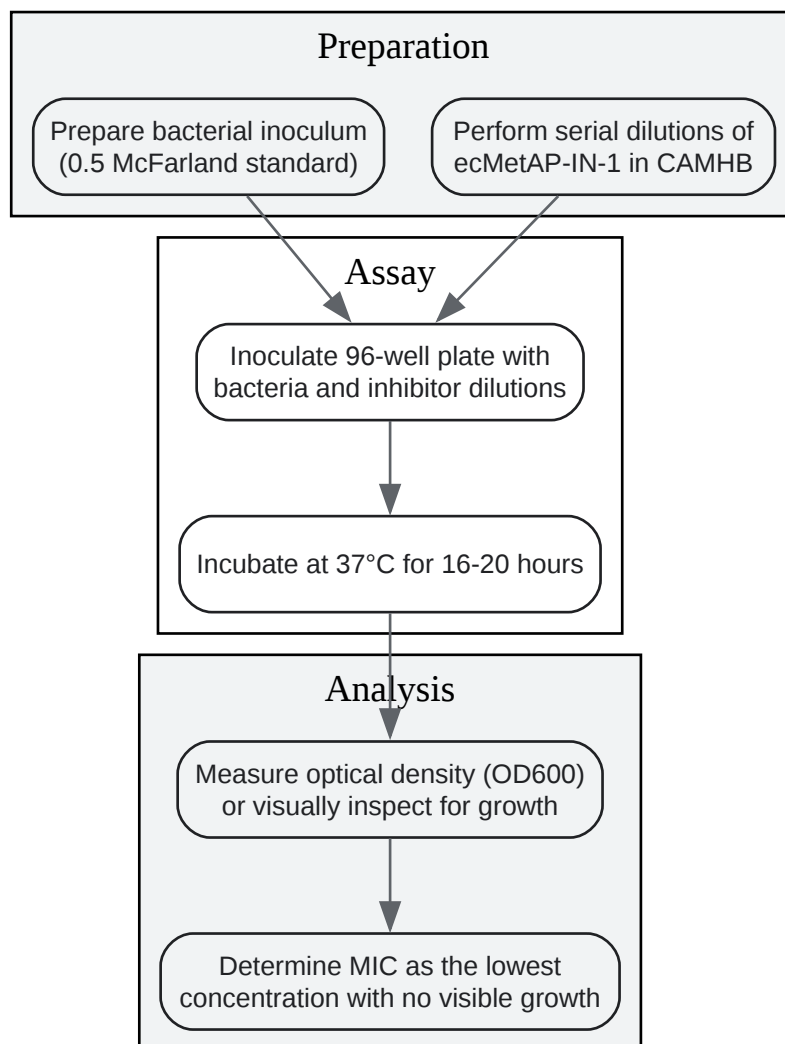 Preparation
Prepare bacterial inoculum
(0.5 McFarland standard)
Perform serial dilutions of
ecMetAP-IN-1 in CAMHB
Assay
Inoculate 96-well plate with
bacteria and inhibitor dilutions
Incubate at 37°C for 16-20 hours
Analysis
Measure optical density (OD600)
or visually inspect for growth
Determine MIC as the lowest
concentration with no visible growth